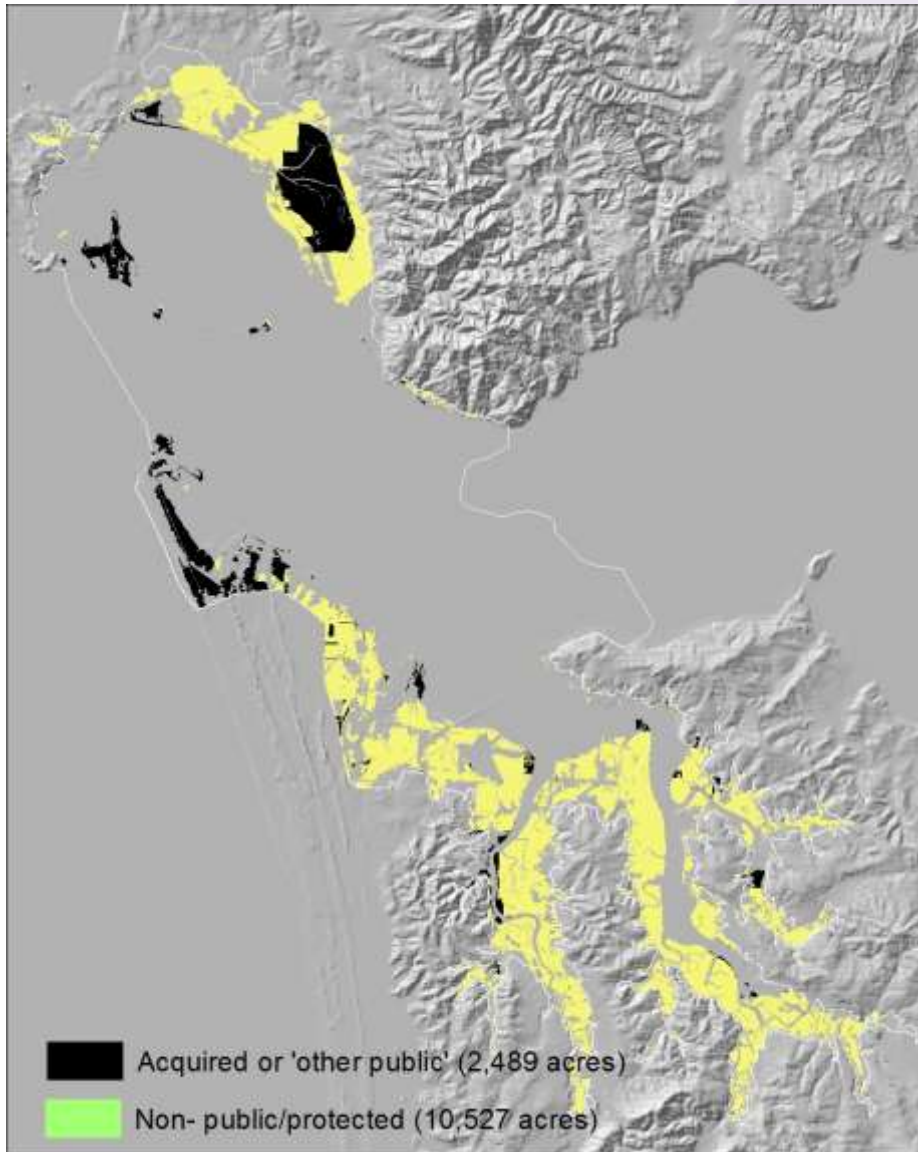 Acquired or 'other public' (2,489 acres)
Non- public/protected (10,527 acres)